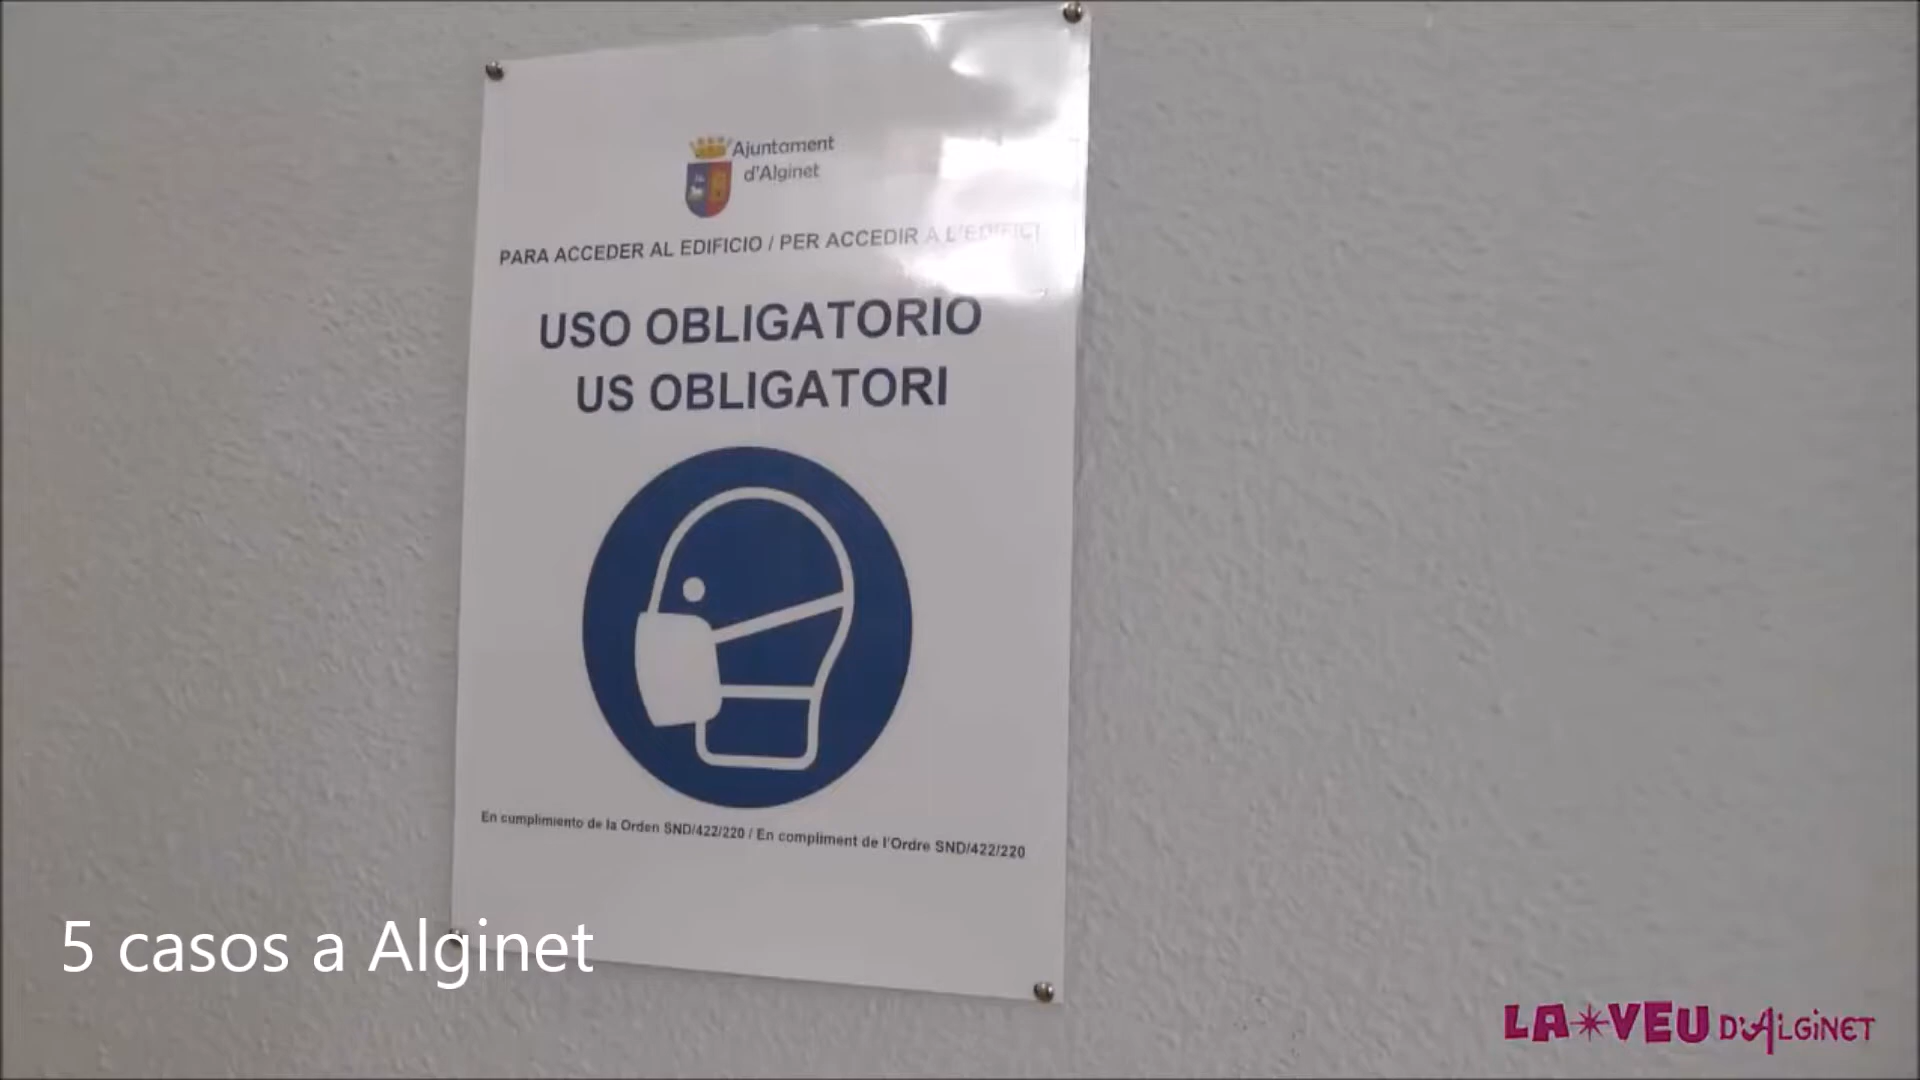 Ajuntament
d'Alginet
PARA ACCEDER AL EDIFICIO / PER ACCEDIR A L'EDIFICI
USO OBLIGATORIO
US OBLIGATORI
En cumplimiento de la Orden SND/422/220 / En compliment de l'Ordre SND/422/220
5 casos a Alginet
LA VEU D'ALGINET